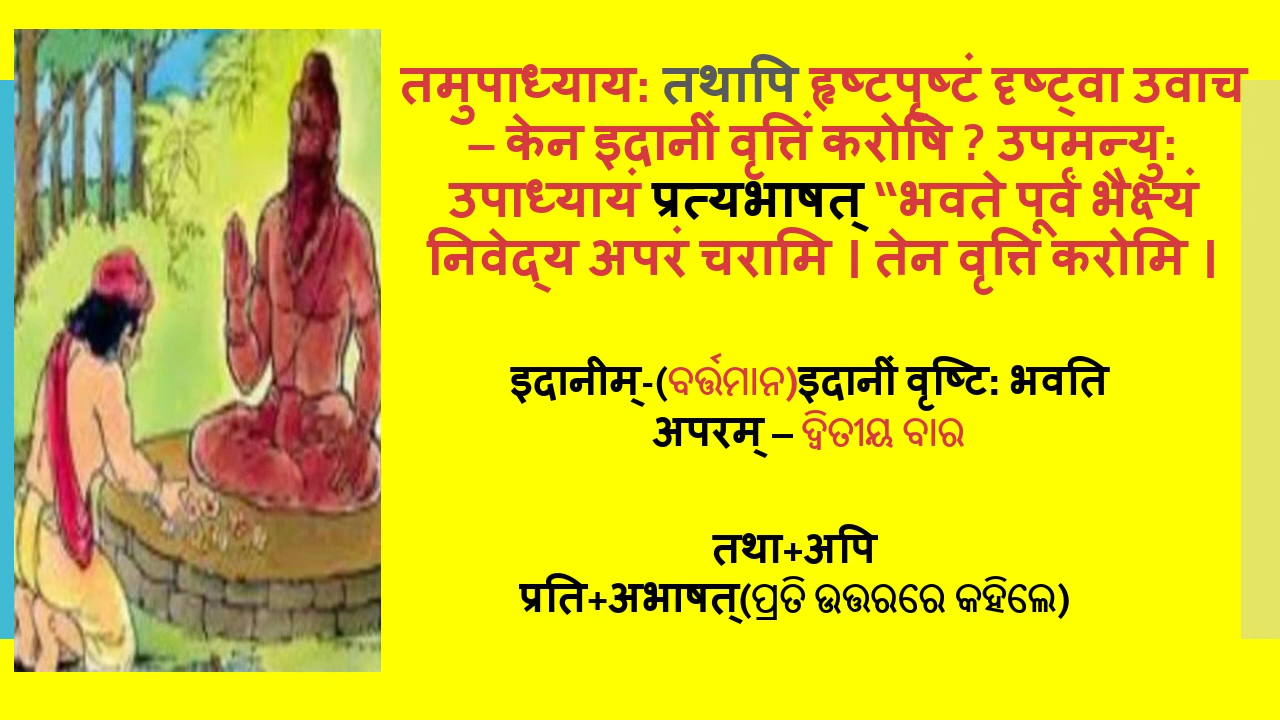 तमुपाध्याय: तथापि हृष्टपृष्टं दृष्ट्वा उवाच
– केन इदानीं वृत्तिं करोषि ? उपमन्यु:
उपाध्यायं प्रत्यभाषत् “भवते पूर्वं भैक्ष्यं
निवेद्य अपरं चरामि | तेन वृत्ति करोमि |
इदानीम्-(ବର୍ତ୍ତମାନ)इदानीं वृष्टि: भवति
अपरम् – ଦ୍ଵିତୀୟ ବାର
तथा+अपि
प्रति+अभाषत्(ପ୍ରତି ଉତ୍ତରରେ କହିଲେ)